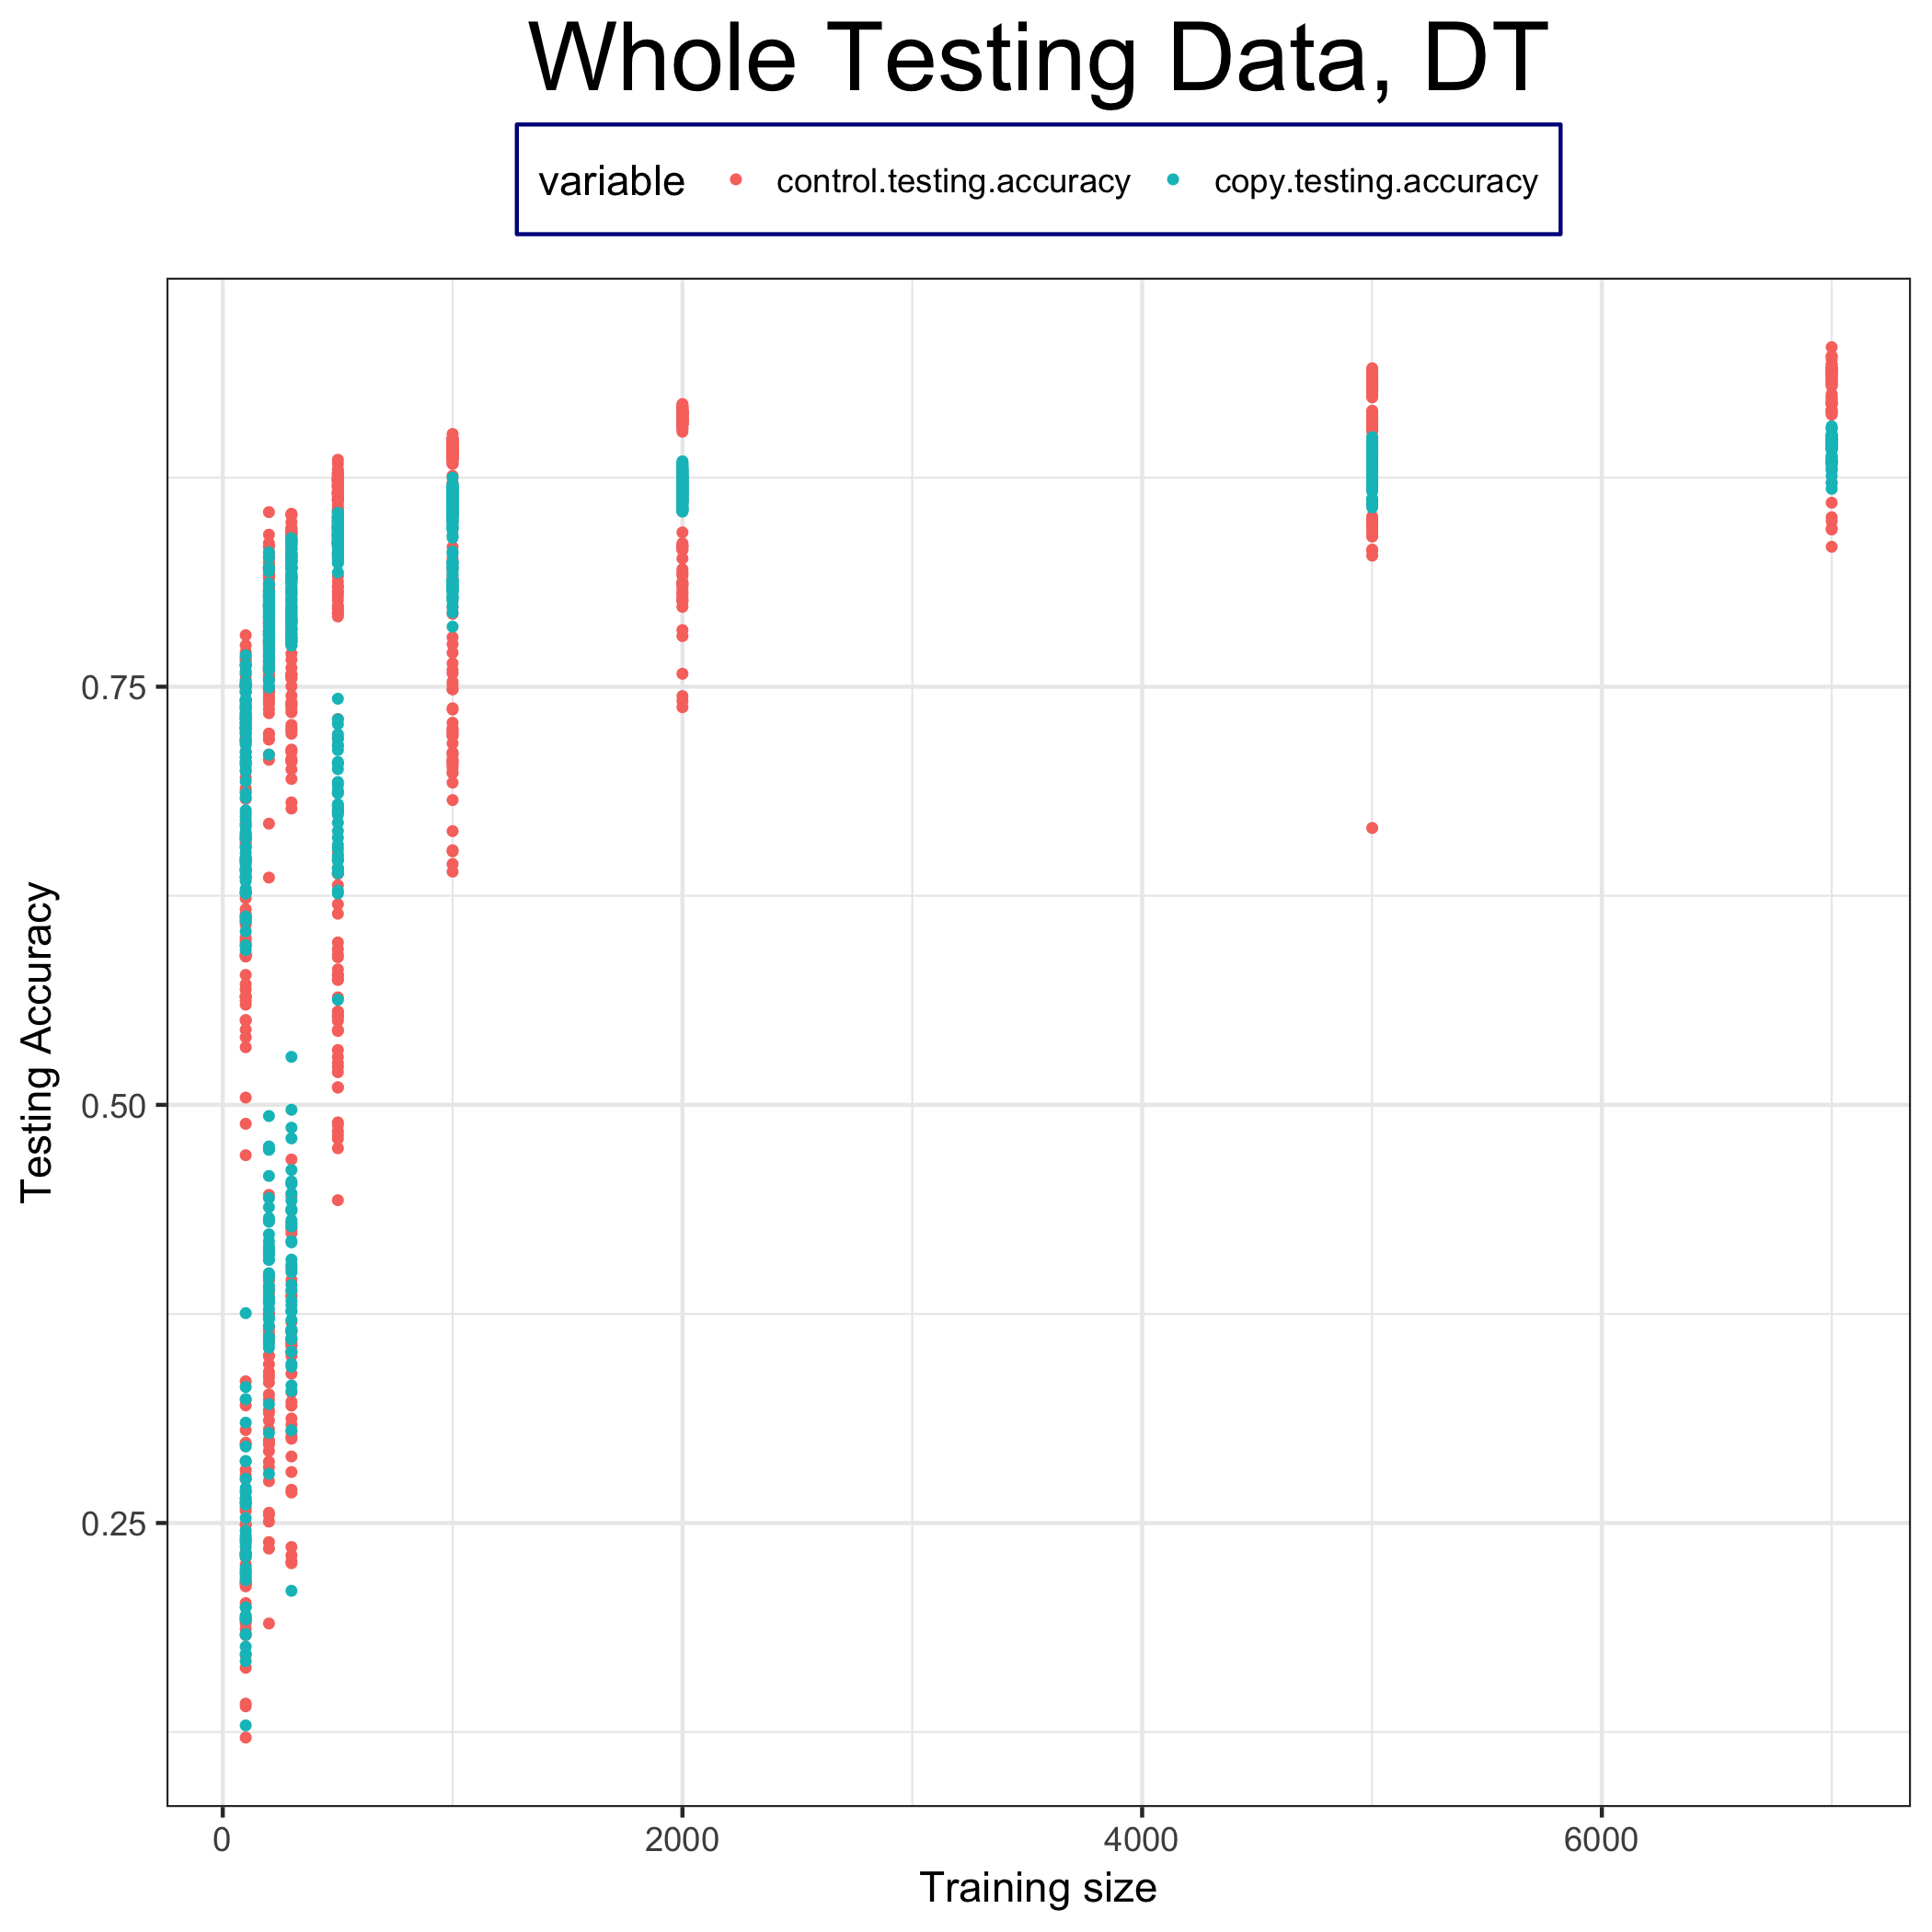 Whole Testing Data, DT
variable control.testing.accuracy copy.testing.accuracy
Testing Accuracy
0.75
0.50
0.25
0 2000 4000 6000
Training size